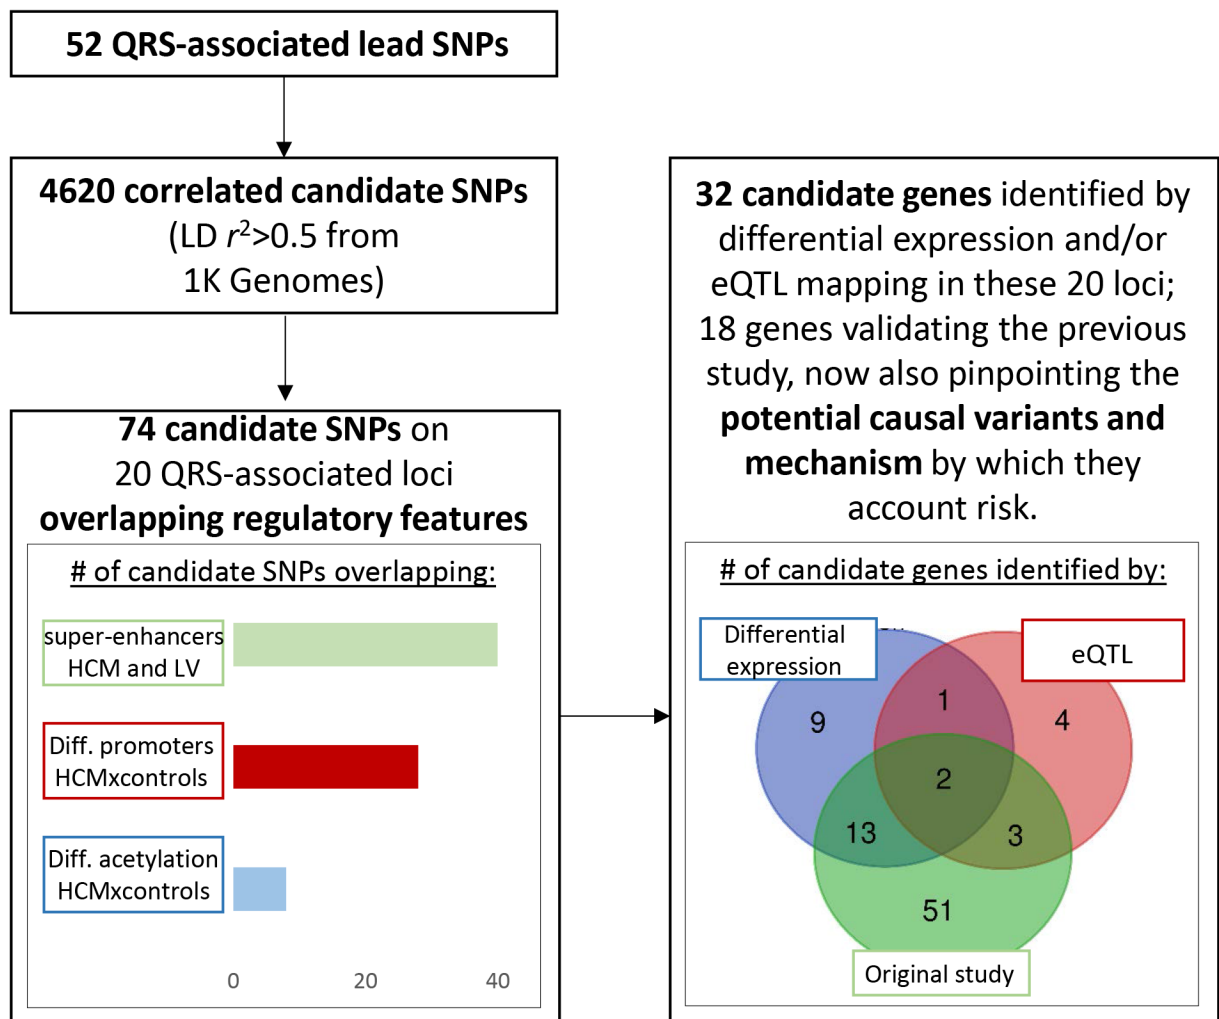 52 QRS-associated lead SNPs
4620 correlated candidate SNPs
(LD r²>0.5 from
1K Genomes)
74 candidate SNPs on
20 QRS-associated loci
overlapping regulatory features
# of candidate SNPs overlapping:
super-enhancers
HCM and LV
Diff. promoters
HCMxcontrols
Diff. acetylation
HCMxcontrols
0 20 40
32 candidate genes identified by
differential expression and/or
eQTL mapping in these 20 loci;
18 genes validating the previous
study, now also pinpointing the
potential causal variants and
mechanism by which they
account risk.
# of candidate genes identified by:
Differential
expression
eQTL
1
9
4
2
13
3
51
Original study